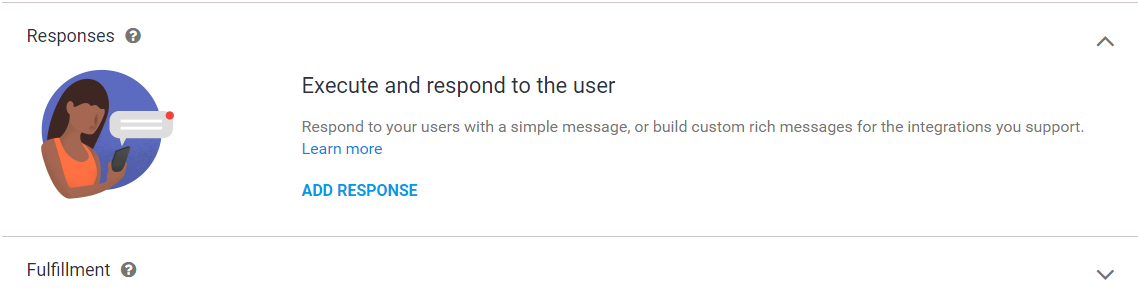 Responses
Execute and respond to the user
Respond to your users with a simple message, or build custom rich messages for the integrations you support.
Learn more
ADD RESPONSE
Fulfillment